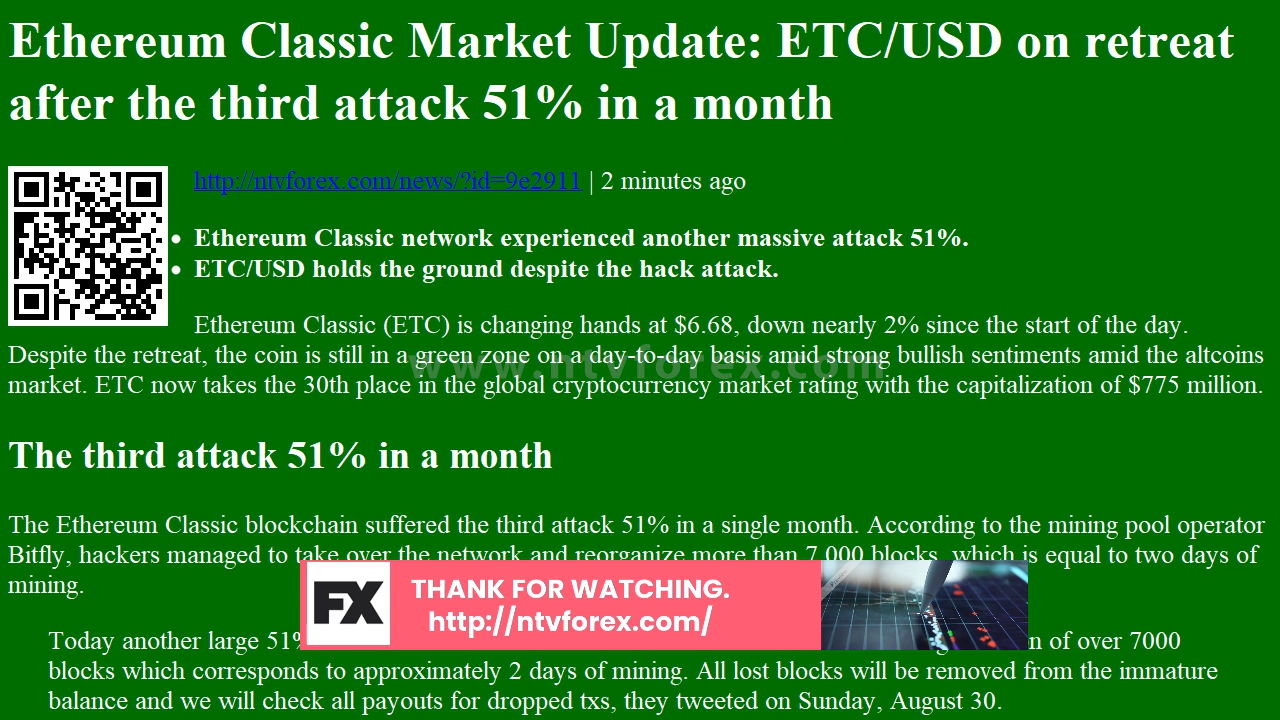 Ethereum Classic Market Update: ETC/USD on retreat
after the third attack 51% in a month
http://ntvforex.com/news/?id=9e2911 | 2 minutes ago
Ethereum Classic network experienced another massive attack 51%.
ETC/USD holds the ground despite the hack attack.
Ethereum Classic (ETC) is changing hands at $6.68, down nearly 2% since the start of the day.
Despite the retreat, the coin is still in a green zone on a day-to-day basis amid strong bullish sentiments amid the altcoins
www.ntvforex.com
market. ETC now takes the 30th place in the global cryptocurrency market rating with the capitalization of $775 million.
The third attack 51% in a month
The Ethereum Classic blockchain suffered the third attack 51% in a single month. According to the mining pool operator
Bitfly, hackers managed to take over the network and reorganize more than 7,000 blocks, which is equal to two days of
mining.
FX
THANK FOR WATCHING.
http://ntvforex.com/
Today another large 51% n of over 7000
blocks which corresponds to approximately 2 days of mining. All lost blocks will be removed from the immature
balance and we will check all payouts for dropped txs, they tweeted on Sunday, August 30.